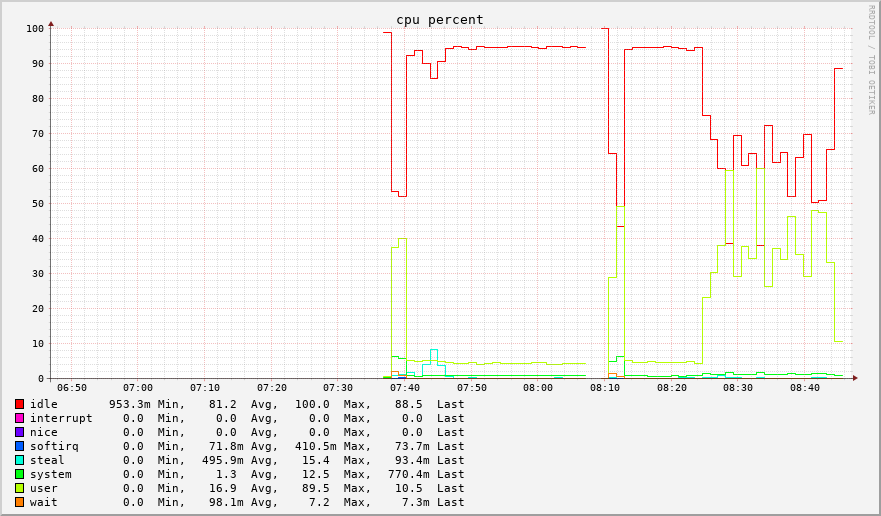 cpu percent
RRDTOOL / TOBI OETIKER
100
90
80
70
60
50
40
30
20
10
0
06:50 07:00 07:10 07:20 07:30 07:40 07:50 08:00 08:10 08:20 08:30 08:40
idle 953.3m Min, 81.2 Avg, 100.0 Max, 88.5 Last
interrupt 0.0 Min, 0.0 Avg, 0.0 Max, 0.0 Last
nice 0.0 Min, 0.0 Avg, 0.0 Max, 0.0 Last
softirq 0.0 Min, 71.8m Avg, 410.5m Max, 73.7m Last
steal 0.0 Min, 495.9m Avg, 15.4 Max, 93.4m Last
system 0.0 Min, 1.3 Avg, 12.5 Max, 770.4m Last
user 0.0 Min, 16.9 Avg, 89.5 Max, 10.5 Last
wait 0.0 Min, 98.1m Avg, 7.2 Max, 7.3m Last